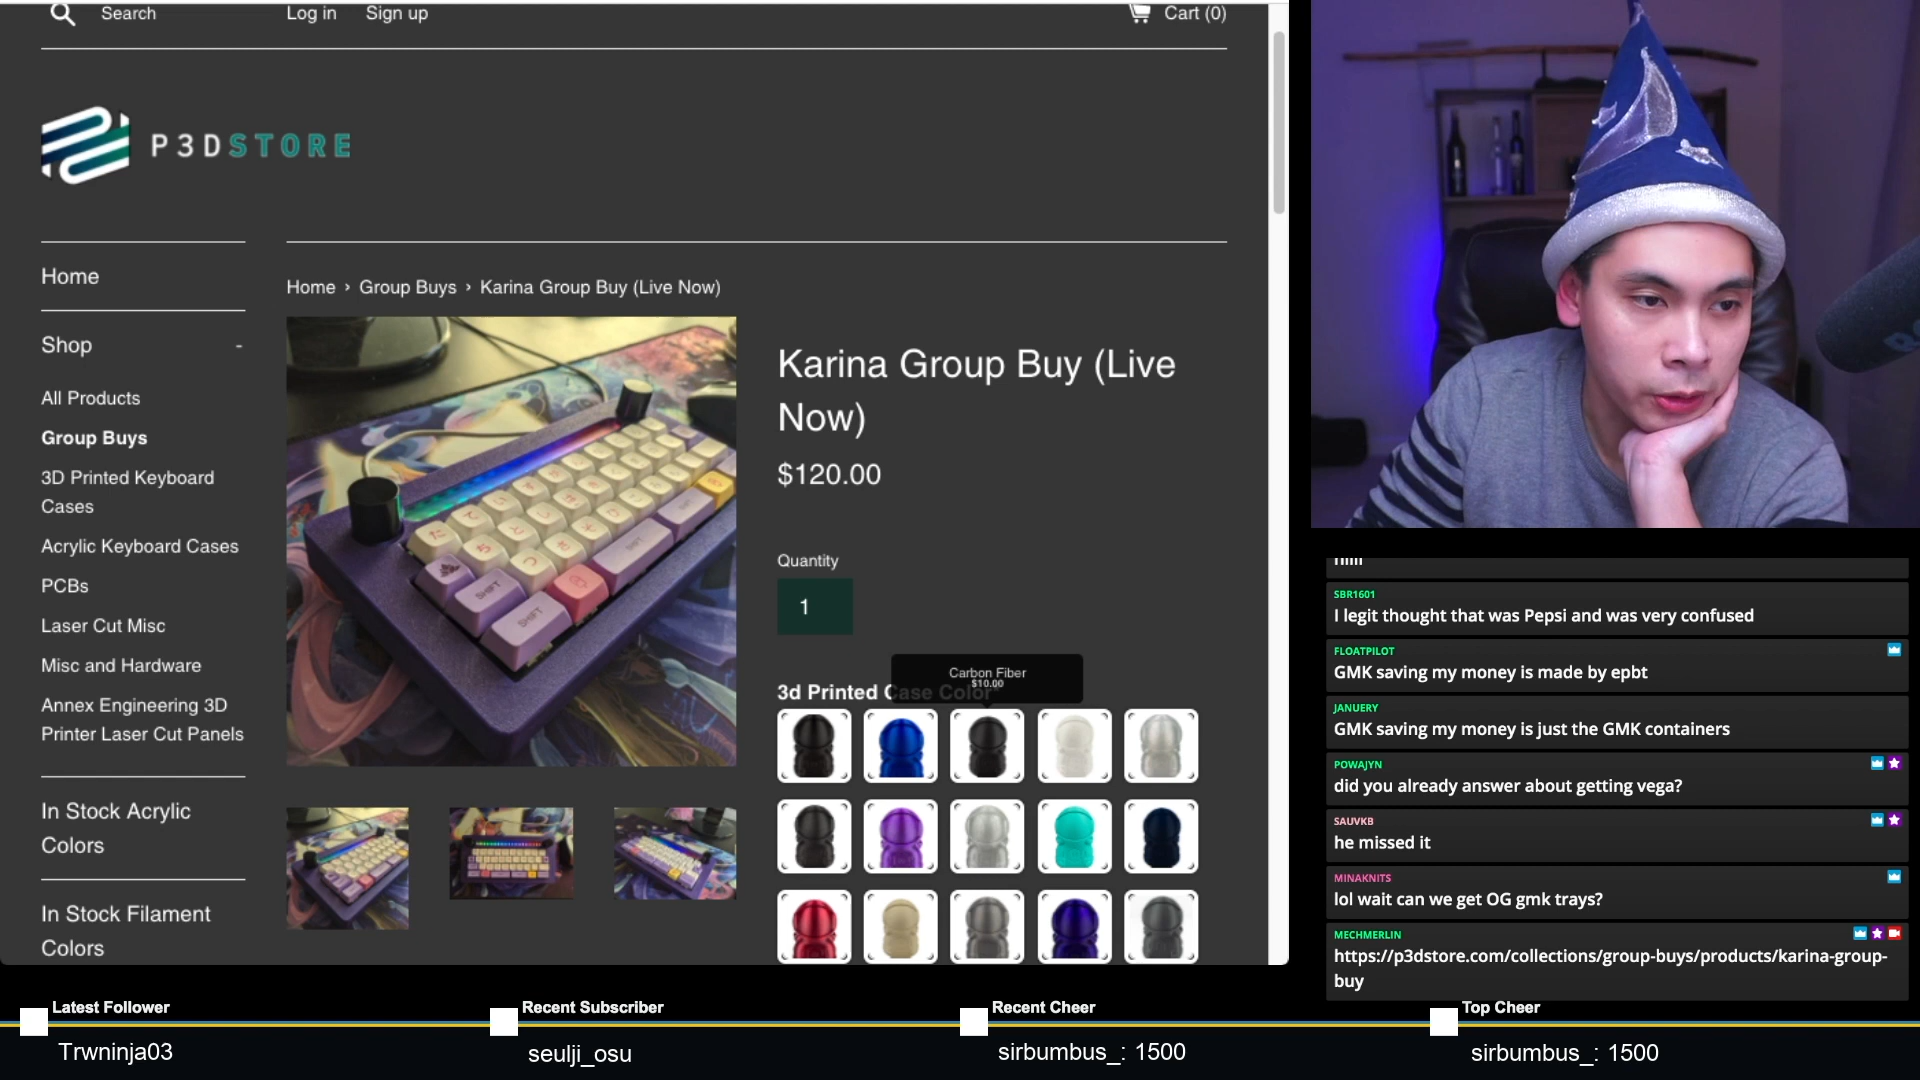 Search
Log in
Sign up
Cart (0)
P3DSTORE
Home
Shop
-
All Products
Group Buys
3D Printed Keyboard
Cases
Acrylic Keyboard Cases
PCBs
Laser Cut Misc
Misc and Hardware
Annex Engineering 3D
Printer Laser Cut Panels
In Stock Acrylic
Colors
In Stock Filament
Colors
Home › Group Buys › Karina Group Buy (Live Now)
SHIFT
SHIFT
SHIFT
Karina Group Buy (Live
Now)
$120.00
Quantity
1
Carbon Fiber
$10.00
3d Printed Case Color
SBR1601
I legit thought that was Pepsi and was very confused
FLOATPILOT
GMK saving my money is made by epbt
JANUERY
GMK saving my money is just the GMK containers
POWAJYN
did you already answer about getting vega?
SAUVKB
he missed it
MINAKNITS
lol wait can we get OG gmk trays?
MECHMERLIN
https://p3dstore.com/collections/group-buys/products/karina-group-
buy
Latest Follower
Trwninja03
Recent Subscriber
seulji_osu
Recent Cheer
sirbumbus_: 1500
Top Cheer
sirbumbus_: 1500